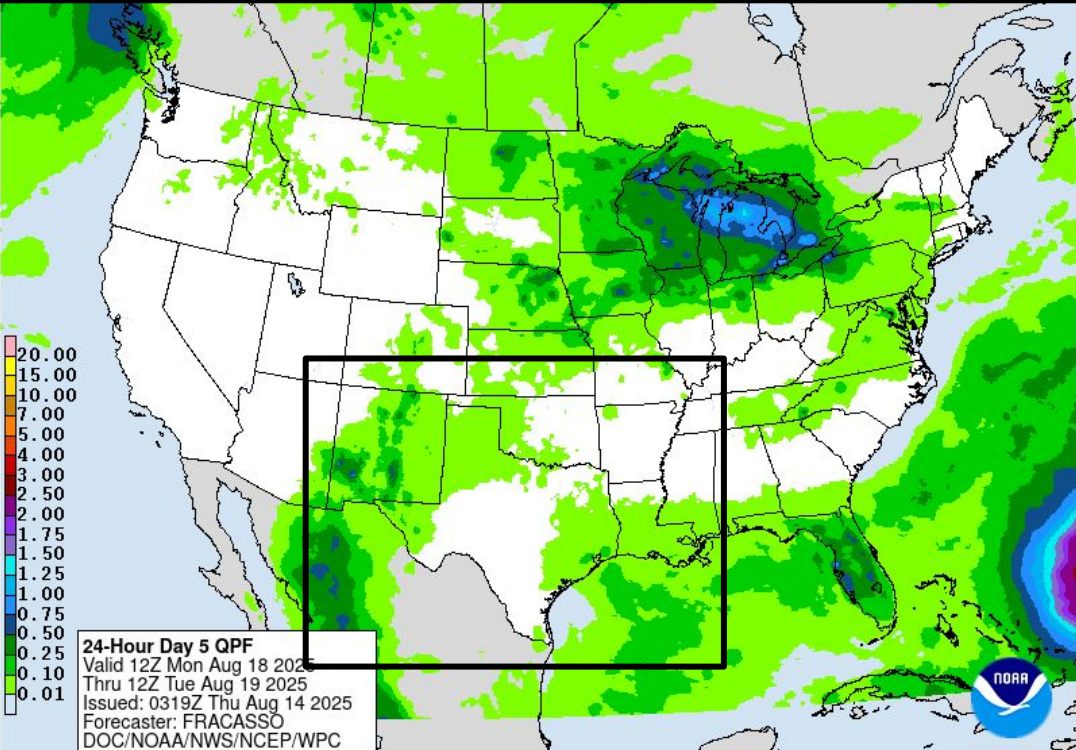 20.00
15.00
10.00
7.00
5.00
4.00
3.00
2.50
2.00
1.75
1.50
1.25
1.00
0.75
0.50
0.25
0.10
0.01
24-Hour Day 5 QPF
Valid 12Z Mon Aug 18 2025
Thru 12Z Tue Aug 19 2025
Issued: 0319Z Thu Aug 14 2025
Forecaster: FRACASSO
DOC/NOAA/NWS/NCEP/WPC
NOAA